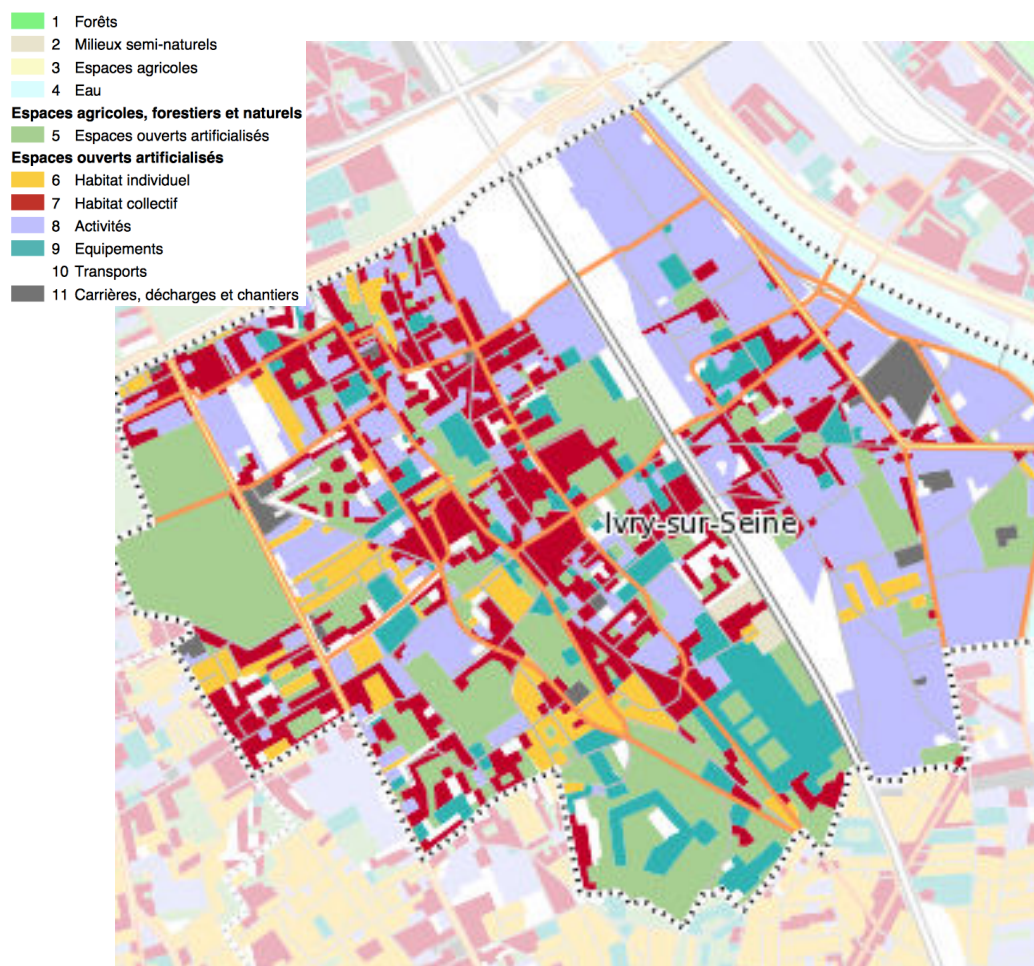 1 Forêts
2 Milieux semi-naturels
3 Espaces agricoles
4 Eau
Espaces agricoles, forestiers et naturels
5 Espaces ouverts artificialisés
Espaces ouverts artificialisés
6 Habitat individuel
7 Habitat collectif
8 Activités
9 Equipements
10 Transports
11 Carrières, décharges et chantiers
Ivry-sur-Seine